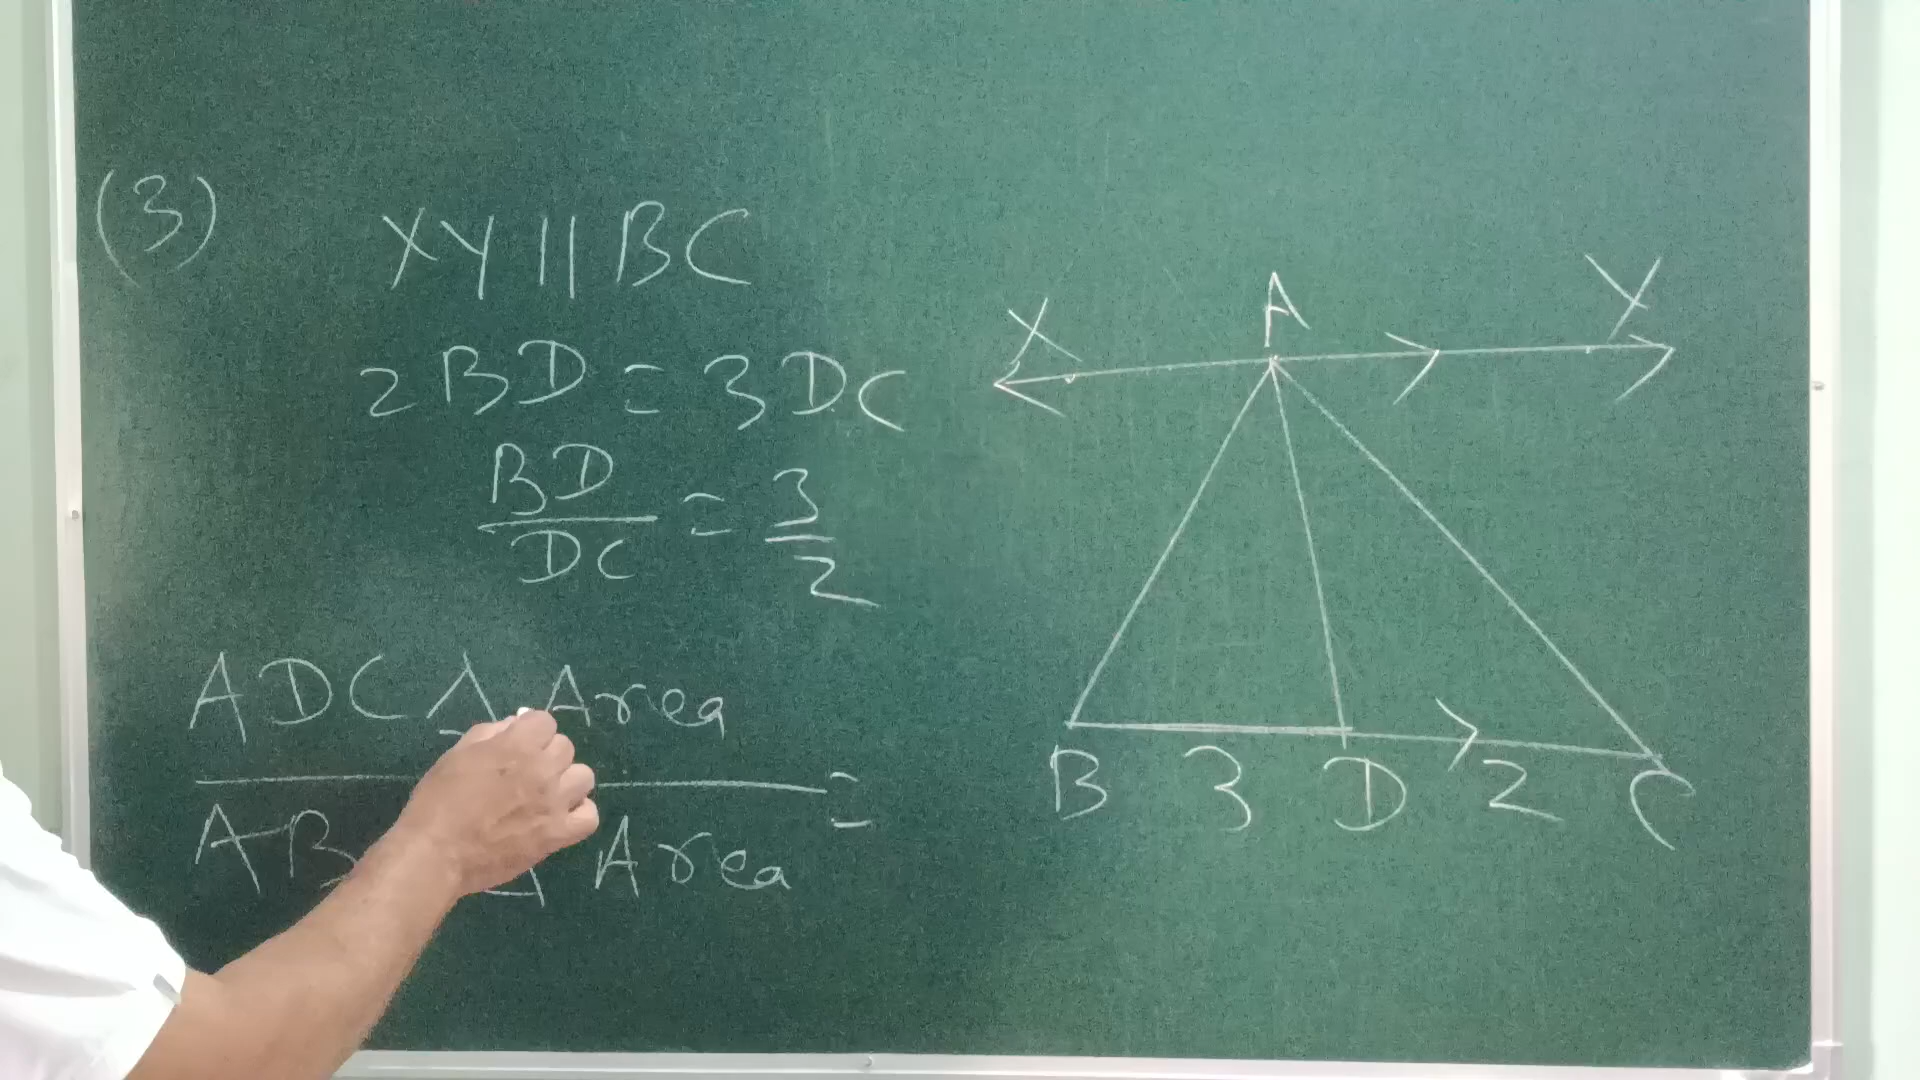 (3)
XY || BC
2BD = 3DC
BD
DC
= 3
2
ADC △ Area
AB △ Area
=
X A Y
B 3 D 2 C